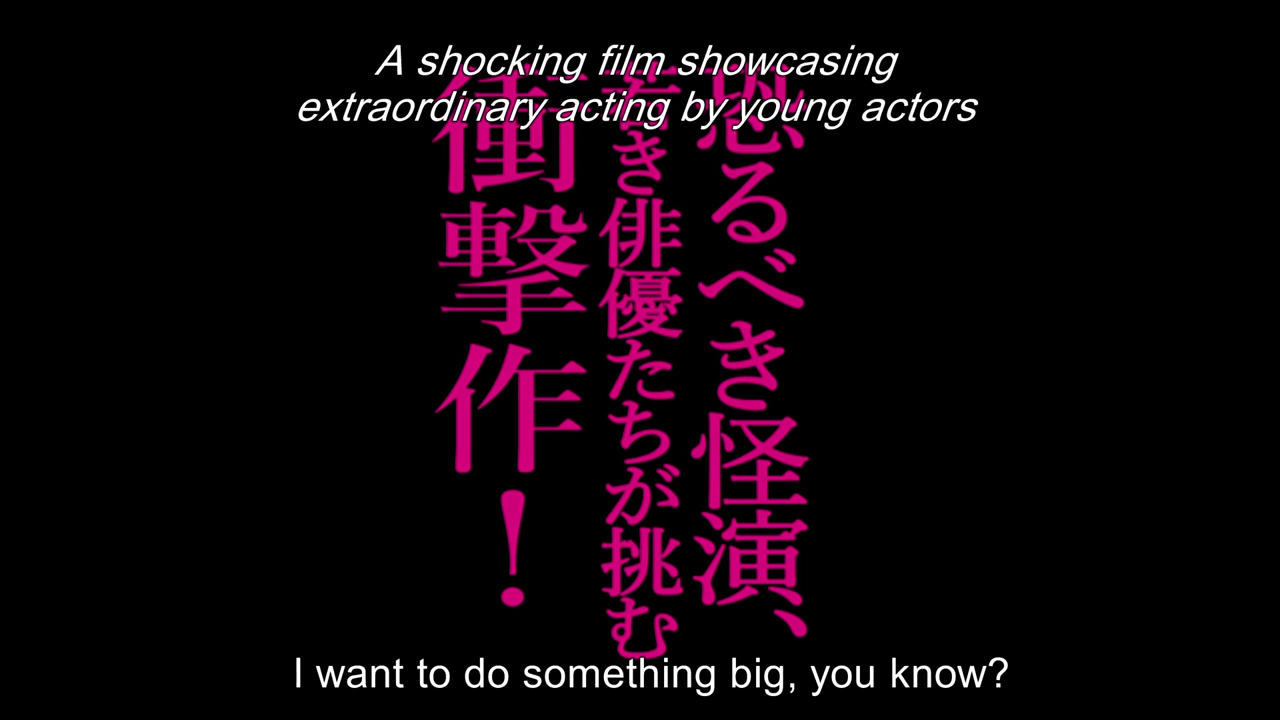 A shocking film showcasing
extraordinary acting by young actors
恐るべき怪演、
若き俳優たちが挑む
衝撃作！
I want to do something big, you know?